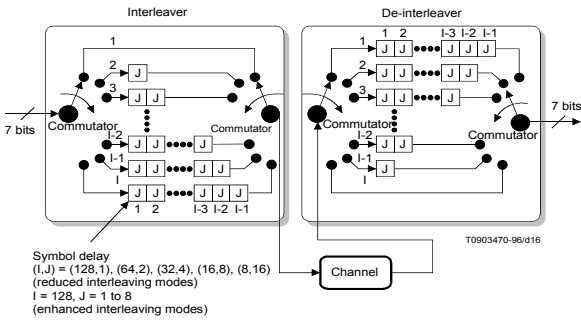 Interleaver
De-interleaver
1
2 J
3 J J
I-2 J J J
I-1 J J J J
I J J J J J
1 2 I-3 I-2 I-1
Commutator
Commutator
7 bits
1 2 I-3 I-2 I-1
1 J J J J J
2 J J J J
3 J J J
I-2 J J
I-1 J
I
Commutator
Commutator
7 bits
T0903470-96/d16
Symbol delay
(I,J) = (128,1), (64,2), (32,4), (16,8), (8,16)
(reduced interleaving modes)
I = 128, J = 1 to 8
(enhanced interleaving modes)
Channel